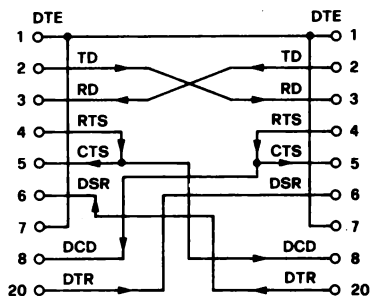 DTE DTE
1 1
2 TD TD 2
3 RD RD 3
4 RTS RTS 4
5 CTS CTS 5
6 DSR DSR 6
7 7
8 DCD DCD 8
20 DTR DTR 20